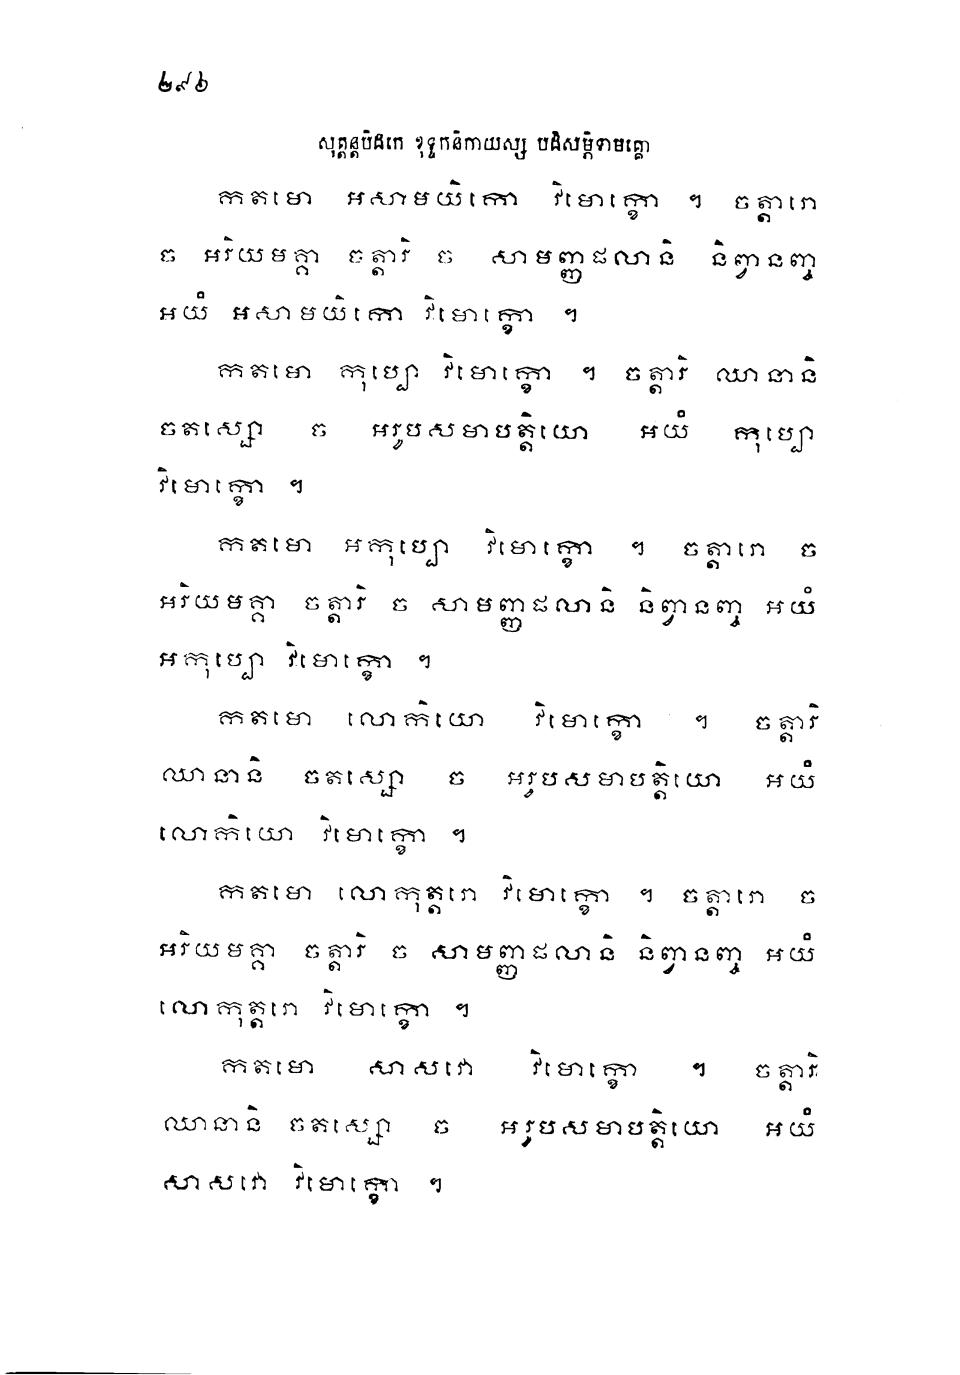 ២៩៦
សុត្តន្តបិដកេ ខុទ្ទកនិកាយស្ស បដិសម្ភិទាមគ្គោ
កតមោ អសាមយិកោ វិមោក្ខោ ។ ចត្តារោ
ច អរិយមគ្គា ចត្តារិ ច សាមញ្ញផលានិ និព្វានញ្ច
អយំ អសាមយិកោ វិមោក្ខោ ។
កតមោ កុប្បោ វិមោក្ខោ ។ ចត្តារិ ឈានានិ
ចតស្សោ ច អរូបសមាបត្តិយោ អយំ កុប្បោ
វិមោក្ខោ ។
កតមោ អកុប្បោ វិមោក្ខោ ។ ចត្តារោ ច
អរិយមគ្គា ចត្តារិ ច សាមញ្ញផលានិ និព្វានញ្ច អយំ
អកុប្បោ វិមោក្ខោ ។
កតមោ លោកិយោ វិមោក្ខោ ។ ចត្តារិ
ឈានានិ ចតស្សោ ច អរូបសមាបត្តិយោ អយំ
លោកិយោ វិមោក្ខោ ។
កតមោ លោកុត្តរោ វិមោក្ខោ ។ ចត្តារោ ច
អរិយមគ្គា ចត្តារិ ច សាមញ្ញផលានិ និព្វានញ្ច អយំ
លោកុត្តរោ វិមោក្ខោ ។
កតមោ សាសវោ វិមោក្ខោ ។ ចត្តារិ
ឈានានិ ចតស្សោ ច អរូបសមាបត្តិយោ អយំ
សាសវោ វិមោក្ខោ ។